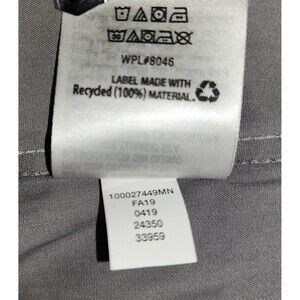 WPL#8046
LABEL MADE WITH
Recycled (100%) MATERIAL.
100027449MN
FA19
0419
24350
33959